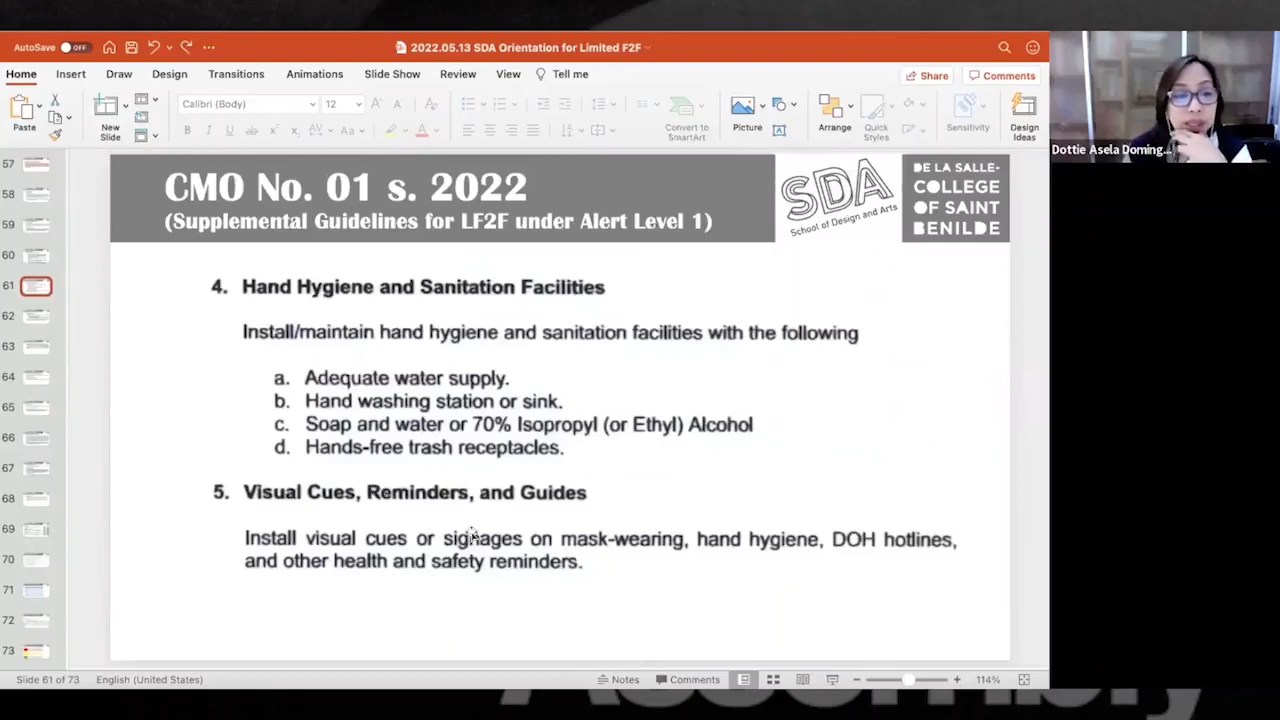 AutoSave OFF
2022.05.13 SDA Orientation for Limited F2F
Home Insert Draw Design Transitions Animations Slide Show Review View Tell me
Share Comments
Paste
New Slide
Calibri (Body) 12
Convert to SmartArt
Picture
Arrange
Quick Styles
Sensitivity
Design Ideas
Dottie Asela Doming...
57
58
59
60
61
62
63
64
65
66
67
68
69
70
71
72
73
CMO No. 01 s. 2022
(Supplemental Guidelines for LF2F under Alert Level 1)
SDA
School of Design and Arts
DE LA SALLE-
COLLEGE
OF SAINT
BENILDE
4. Hand Hygiene and Sanitation Facilities
Install/maintain hand hygiene and sanitation facilities with the following
a. Adequate water supply.
b. Hand washing station or sink.
c. Soap and water or 70% Isopropyl (or Ethyl) Alcohol
d. Hands-free trash receptacles.
5. Visual Cues, Reminders, and Guides
Install visual cues or signages on mask-wearing, hand hygiene, DOH hotlines,
and other health and safety reminders.
Slide 61 of 73 English (United States)
Notes Comments 114%
Assembly